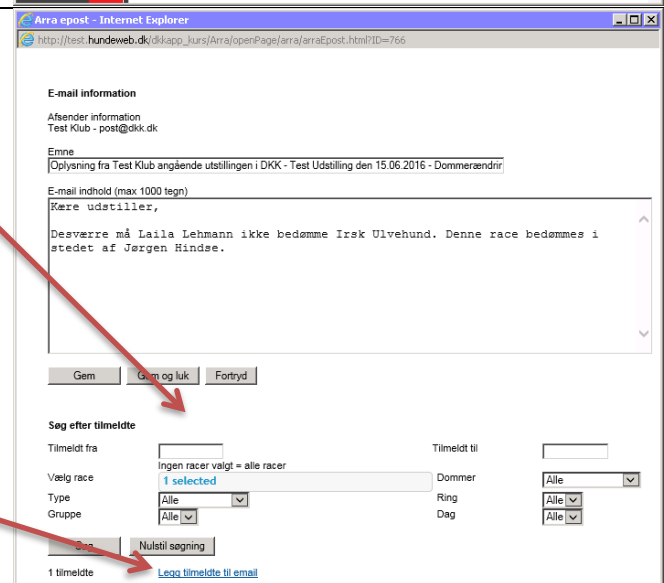 Arra epost - Internet Explorer
http://test.hundeweb.dk/dkkapp_kurs/Arra/openPage/arra/arraEpost.html?ID=766
E-mail information
Afsender information
Test Klub - post@dkk.dk
Emne
Oplysning fra Test Klub angående utstillingen i DKK - Test Udstilling den 15.06.2016 - Dommerændrir
E-mail indhold (max 1000 tegn)
Kære udstiller,
Desværre må Laila Lehmann ikke bedømme Irsk Ulvehund. Denne race bedømmes i
stedet af Jørgen Hindse.
Gem Gem og luk Fortryd
Søg efter tilmeldte
Tilmeldt fra Tilmeldt til
Ingen racer valgt = alle racer
Vælg race 1 selected Dommer Alle
Type Alle Ring Alle
Gruppe Alle Dag Alle
Søg Nulstil søgning
1 tilmeldte Legg tilmeldte til email